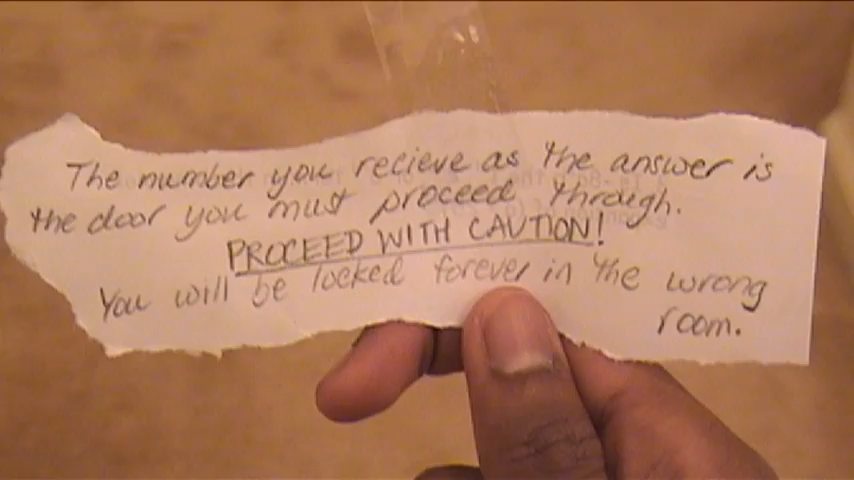 The number you recieve as the answer is
the door you must proceed through.
PROCEED WITH CAUTION!
You will be locked forever in the wrong
room.